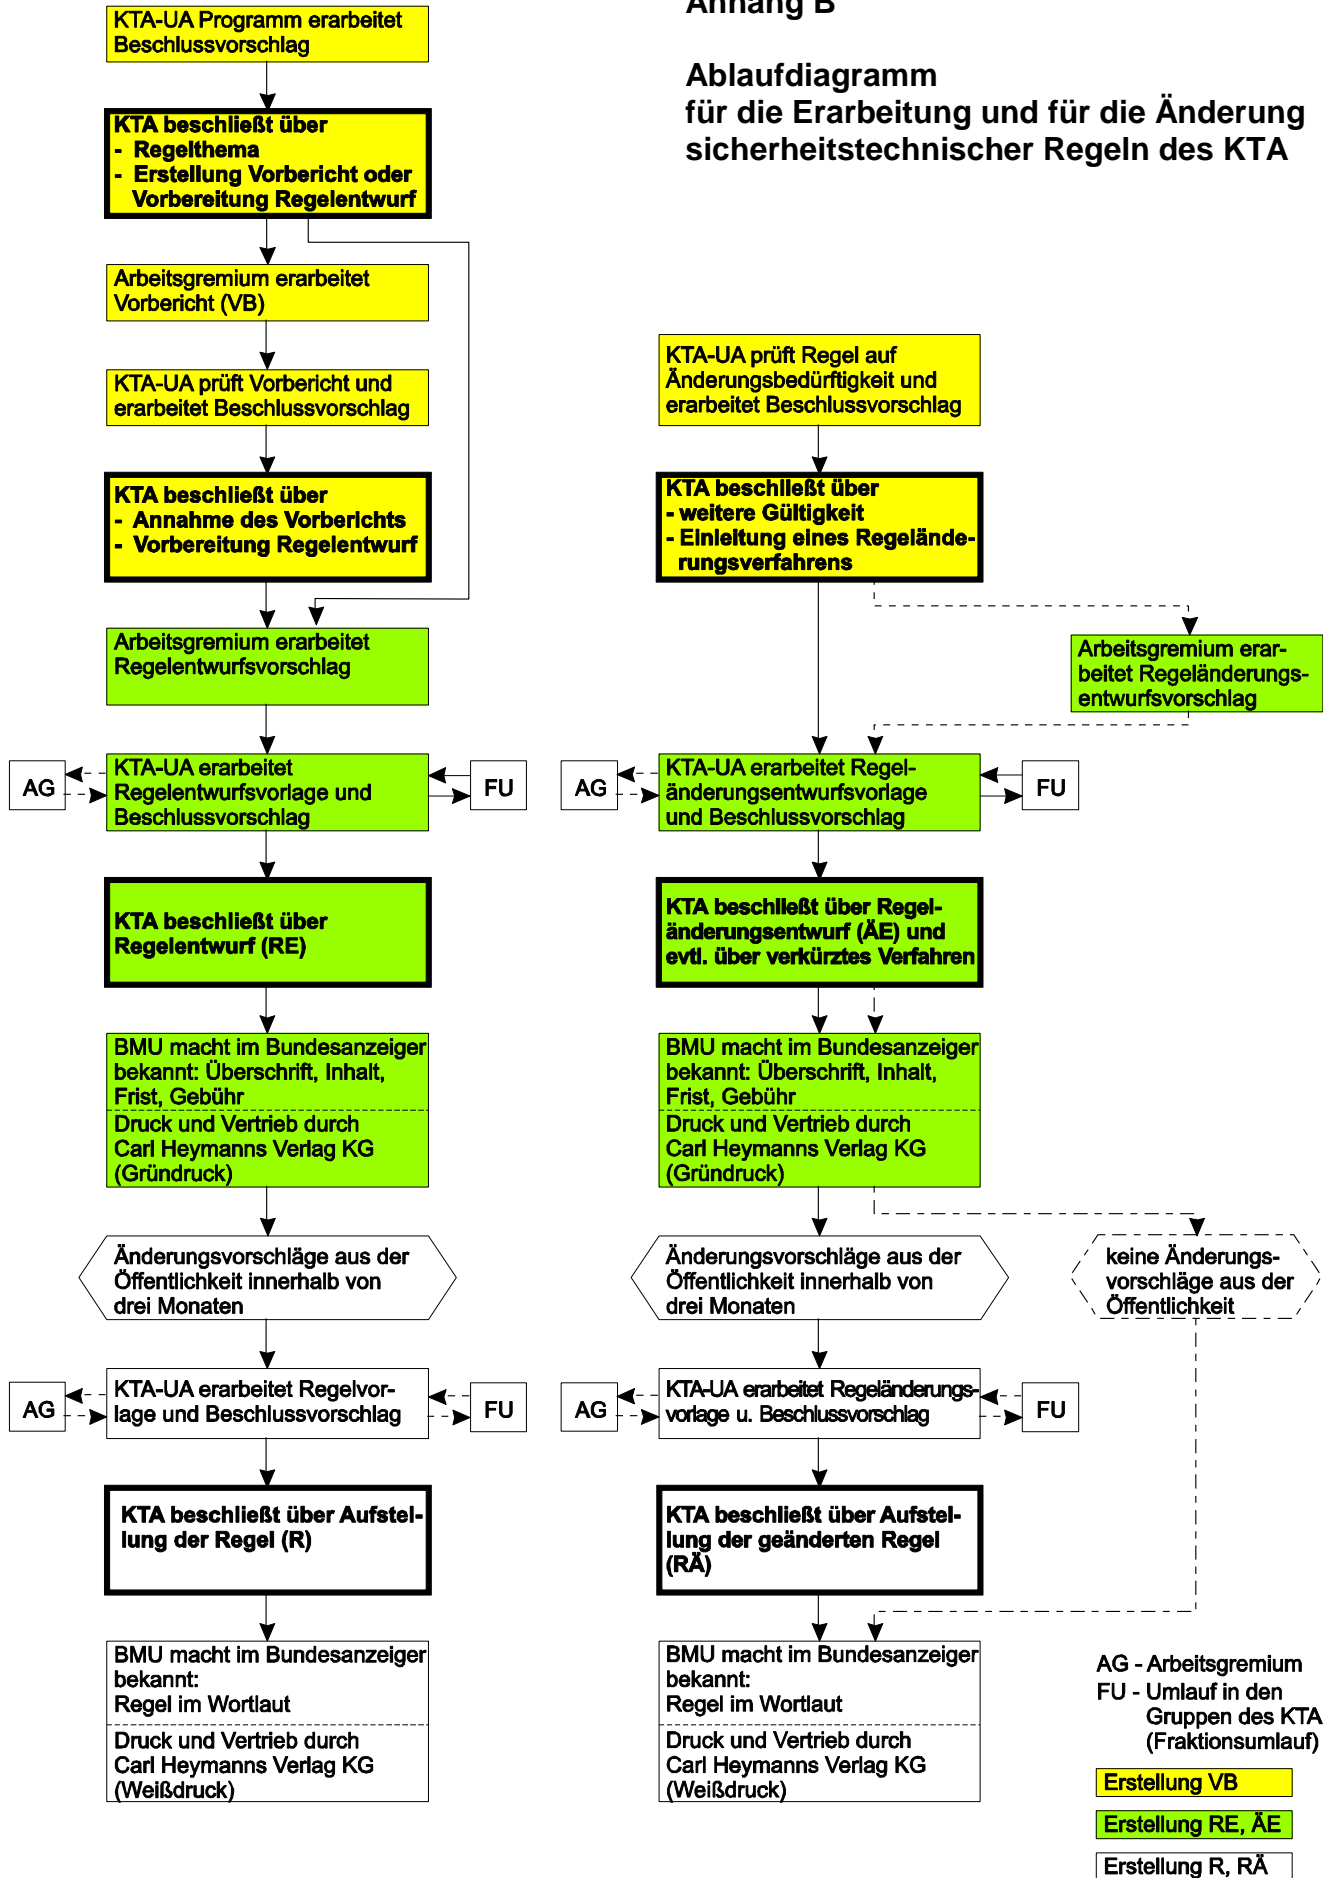 Anhang B
Ablaufdiagramm
für die Erarbeitung und für die Änderung
sicherheitstechnischer Regeln des KTA
KTA-UA Programm erarbeitet
Beschlussvorschlag
KTA beschließt über
- Regelthema
- Erstellung Vorbericht oder
Vorbereitung Regelentwurf
Arbeitsgremium erarbeitet
Vorbericht (VB)
KTA-UA prüft Vorbericht und
erarbeitet Beschlussvorschlag
KTA beschließt über
- Annahme des Vorberichts
- Vorbereitung Regelentwurf
Arbeitsgremium erarbeitet
Regelentwurfsvorschlag
AG
KTA-UA erarbeitet
Regelentwurfsvorlage und
Beschlussvorschlag
FU
KTA beschließt über
Regelentwurf (RE)
BMU macht im Bundesanzeiger
bekannt: Überschrift, Inhalt,
Frist, Gebühr
Druck und Vertrieb durch
Carl Heymanns Verlag KG
(Gründruck)
Änderungsvorschläge aus der
Öffentlichkeit innerhalb von
drei Monaten
AG
KTA-UA erarbeitet Regelvor-
lage und Beschlussvorschlag
FU
KTA beschließt über Aufstel-
lung der Regel (R)
BMU macht im Bundesanzeiger
bekannt:
Regel im Wortlaut
Druck und Vertrieb durch
Carl Heymanns Verlag KG
(Weißdruck)
KTA-UA prüft Regel auf
Änderungsbedürftigkeit und
erarbeitet Beschlussvorschlag
KTA beschließt über
- weitere Gültigkeit
- Einleitung eines Regelände-
rungsverfahrens
Arbeitsgremium erar-
beitet Regeländerungs-
entwurfsvorschlag
AG
KTA-UA erarbeitet Regel-
änderungsentwurfsvorlage
und Beschlussvorschlag
FU
KTA beschließt über Regel-
änderungsentwurf (ÄE) und
evtl. über verkürztes Verfahren
BMU macht im Bundesanzeiger
bekannt: Überschrift, Inhalt,
Frist, Gebühr
Druck und Vertrieb durch
Carl Heymanns Verlag KG
(Gründruck)
Änderungsvorschläge aus der
Öffentlichkeit innerhalb von
drei Monaten
keine Änderungs-
vorschläge aus der
Öffentlichkeit
AG
KTA-UA erarbeitet Regeländerungs-
vorlage u. Beschlussvorschlag
FU
KTA beschließt über Aufstel-
lung der geänderten Regel
(RÄ)
BMU macht im Bundesanzeiger
bekannt:
Regel im Wortlaut
Druck und Vertrieb durch
Carl Heymanns Verlag KG
(Weißdruck)
AG - Arbeitsgremium
FU - Umlauf in den
Gruppen des KTA
(Fraktionsumlauf)
Erstellung VB
Erstellung RE, ÄE
Erstellung R, RÄ